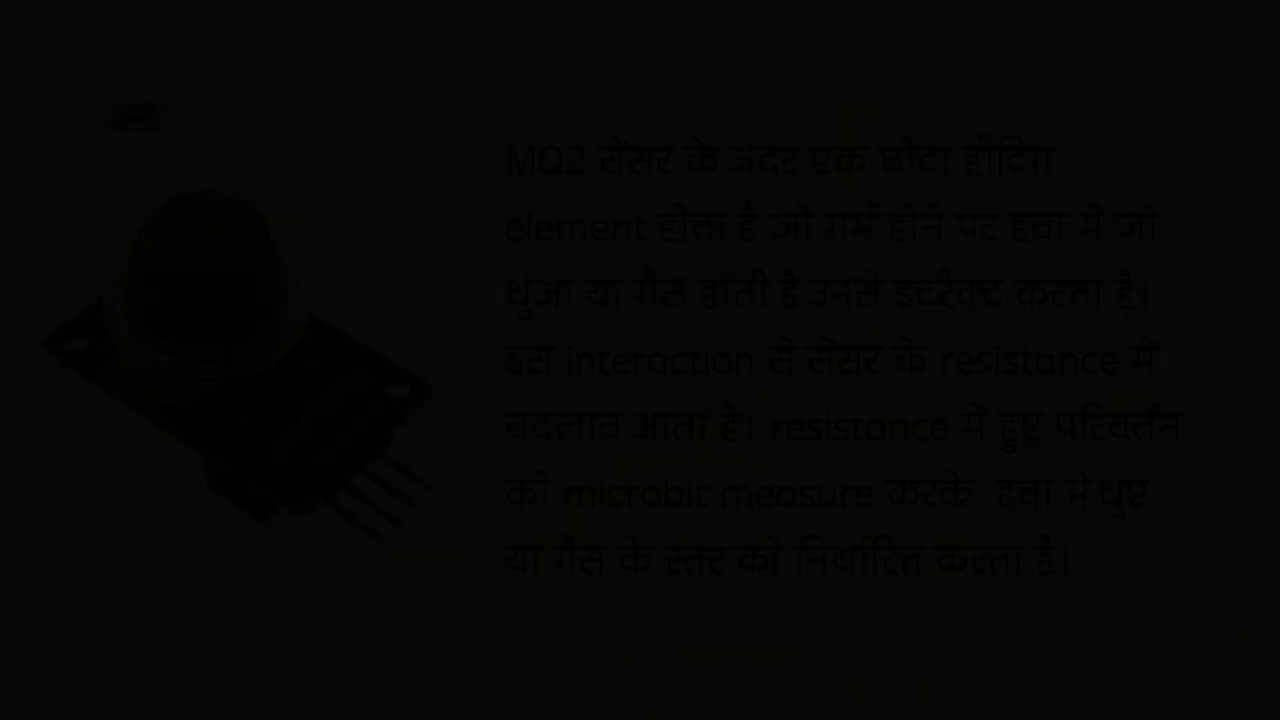 MQ2 सेंसर के अंदर एक छोटा हीटिंग
element होता है जो गर्म होने पर हवा में जो
धुंआ या गैस होती है उनसे इंटरेक्ट करता है।
इस interaction से सेंसर के resistance में
बदलाव आता है। resistance में हुए परिवर्तन
को microbit measure करके हवा में धुए
या गैस के स्तर को निर्धारित करता है।